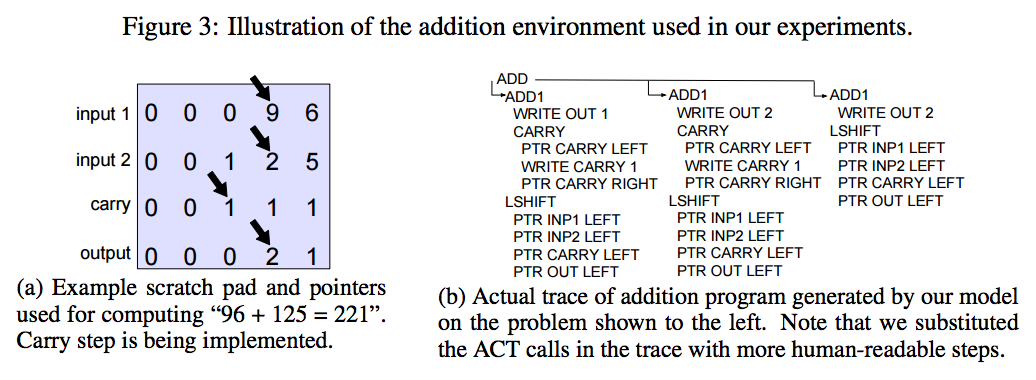 Figure 3: Illustration of the addition environment used in our experiments.
input 1 0 0 0 9 6
input 2 0 0 1 2 5
carry 0 0 1 1 1
output 0 0 0 2 1
(a) Example scratch pad and pointers
used for computing “96 + 125 = 221”.
Carry step is being implemented.
ADD
ADD1
WRITE OUT 1
CARRY
PTR CARRY LEFT
WRITE CARRY 1
PTR CARRY RIGHT
LSHIFT
PTR INP1 LEFT
PTR INP2 LEFT
PTR CARRY LEFT
PTR OUT LEFT
ADD1
WRITE OUT 2
CARRY
PTR CARRY LEFT
WRITE CARRY 1
PTR CARRY RIGHT
LSHIFT
PTR INP1 LEFT
PTR INP2 LEFT
PTR CARRY LEFT
PTR OUT LEFT
ADD1
WRITE OUT 2
LSHIFT
PTR INP1 LEFT
PTR INP2 LEFT
PTR CARRY LEFT
PTR OUT LEFT
(b) Actual trace of addition program generated by our model
on the problem shown to the left. Note that we substituted
the ACT calls in the trace with more human-readable steps.